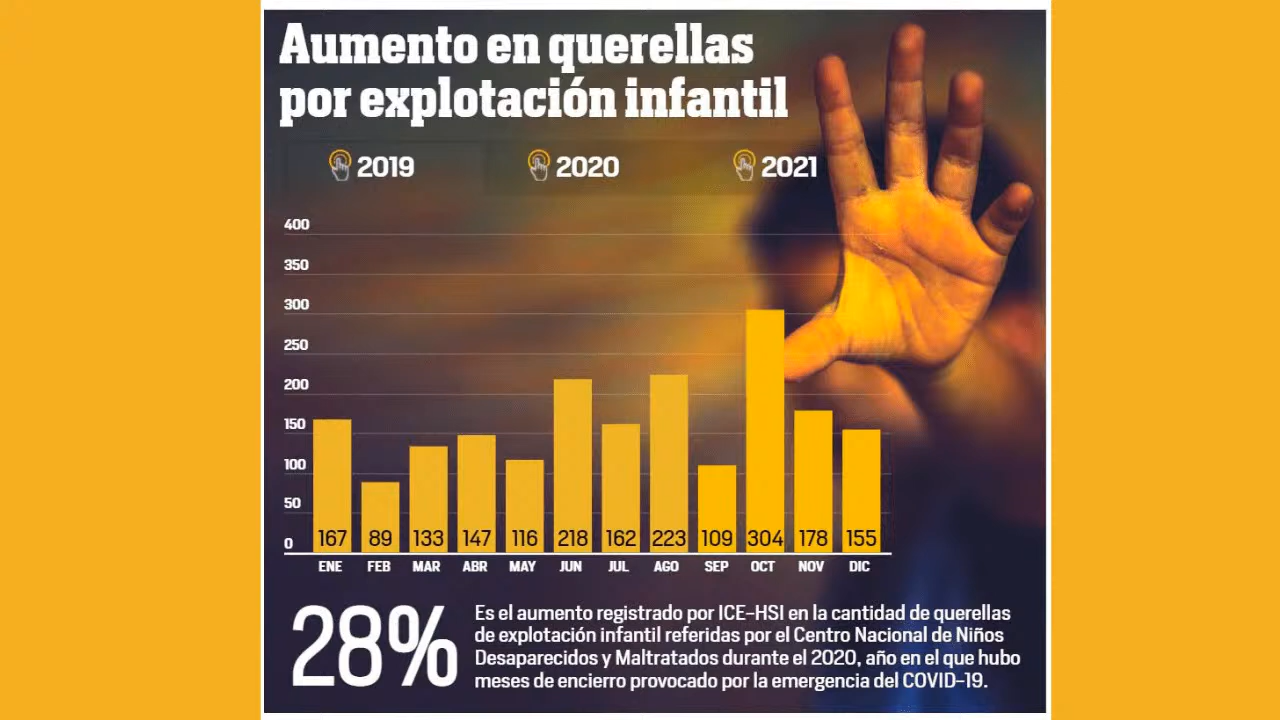 Aumento en querellas
por explotación infantil
2019 2020 2021
400
350
300
250
200
150
100
50
0
167 89 133 147 116 218 162 223 109 304 178 155
ENE FEB MAR ABR MAY JUN JUL AGO SEP OCT NOV DIC
28%
Es el aumento registrado por ICE-HSI en la cantidad de querellas
de explotación infantil referidas por el Centro Nacional de Niños
Desaparecidos y Maltratados durante el 2020, año en el que hubo
meses de encierro provocado por la emergencia del COVID-19.